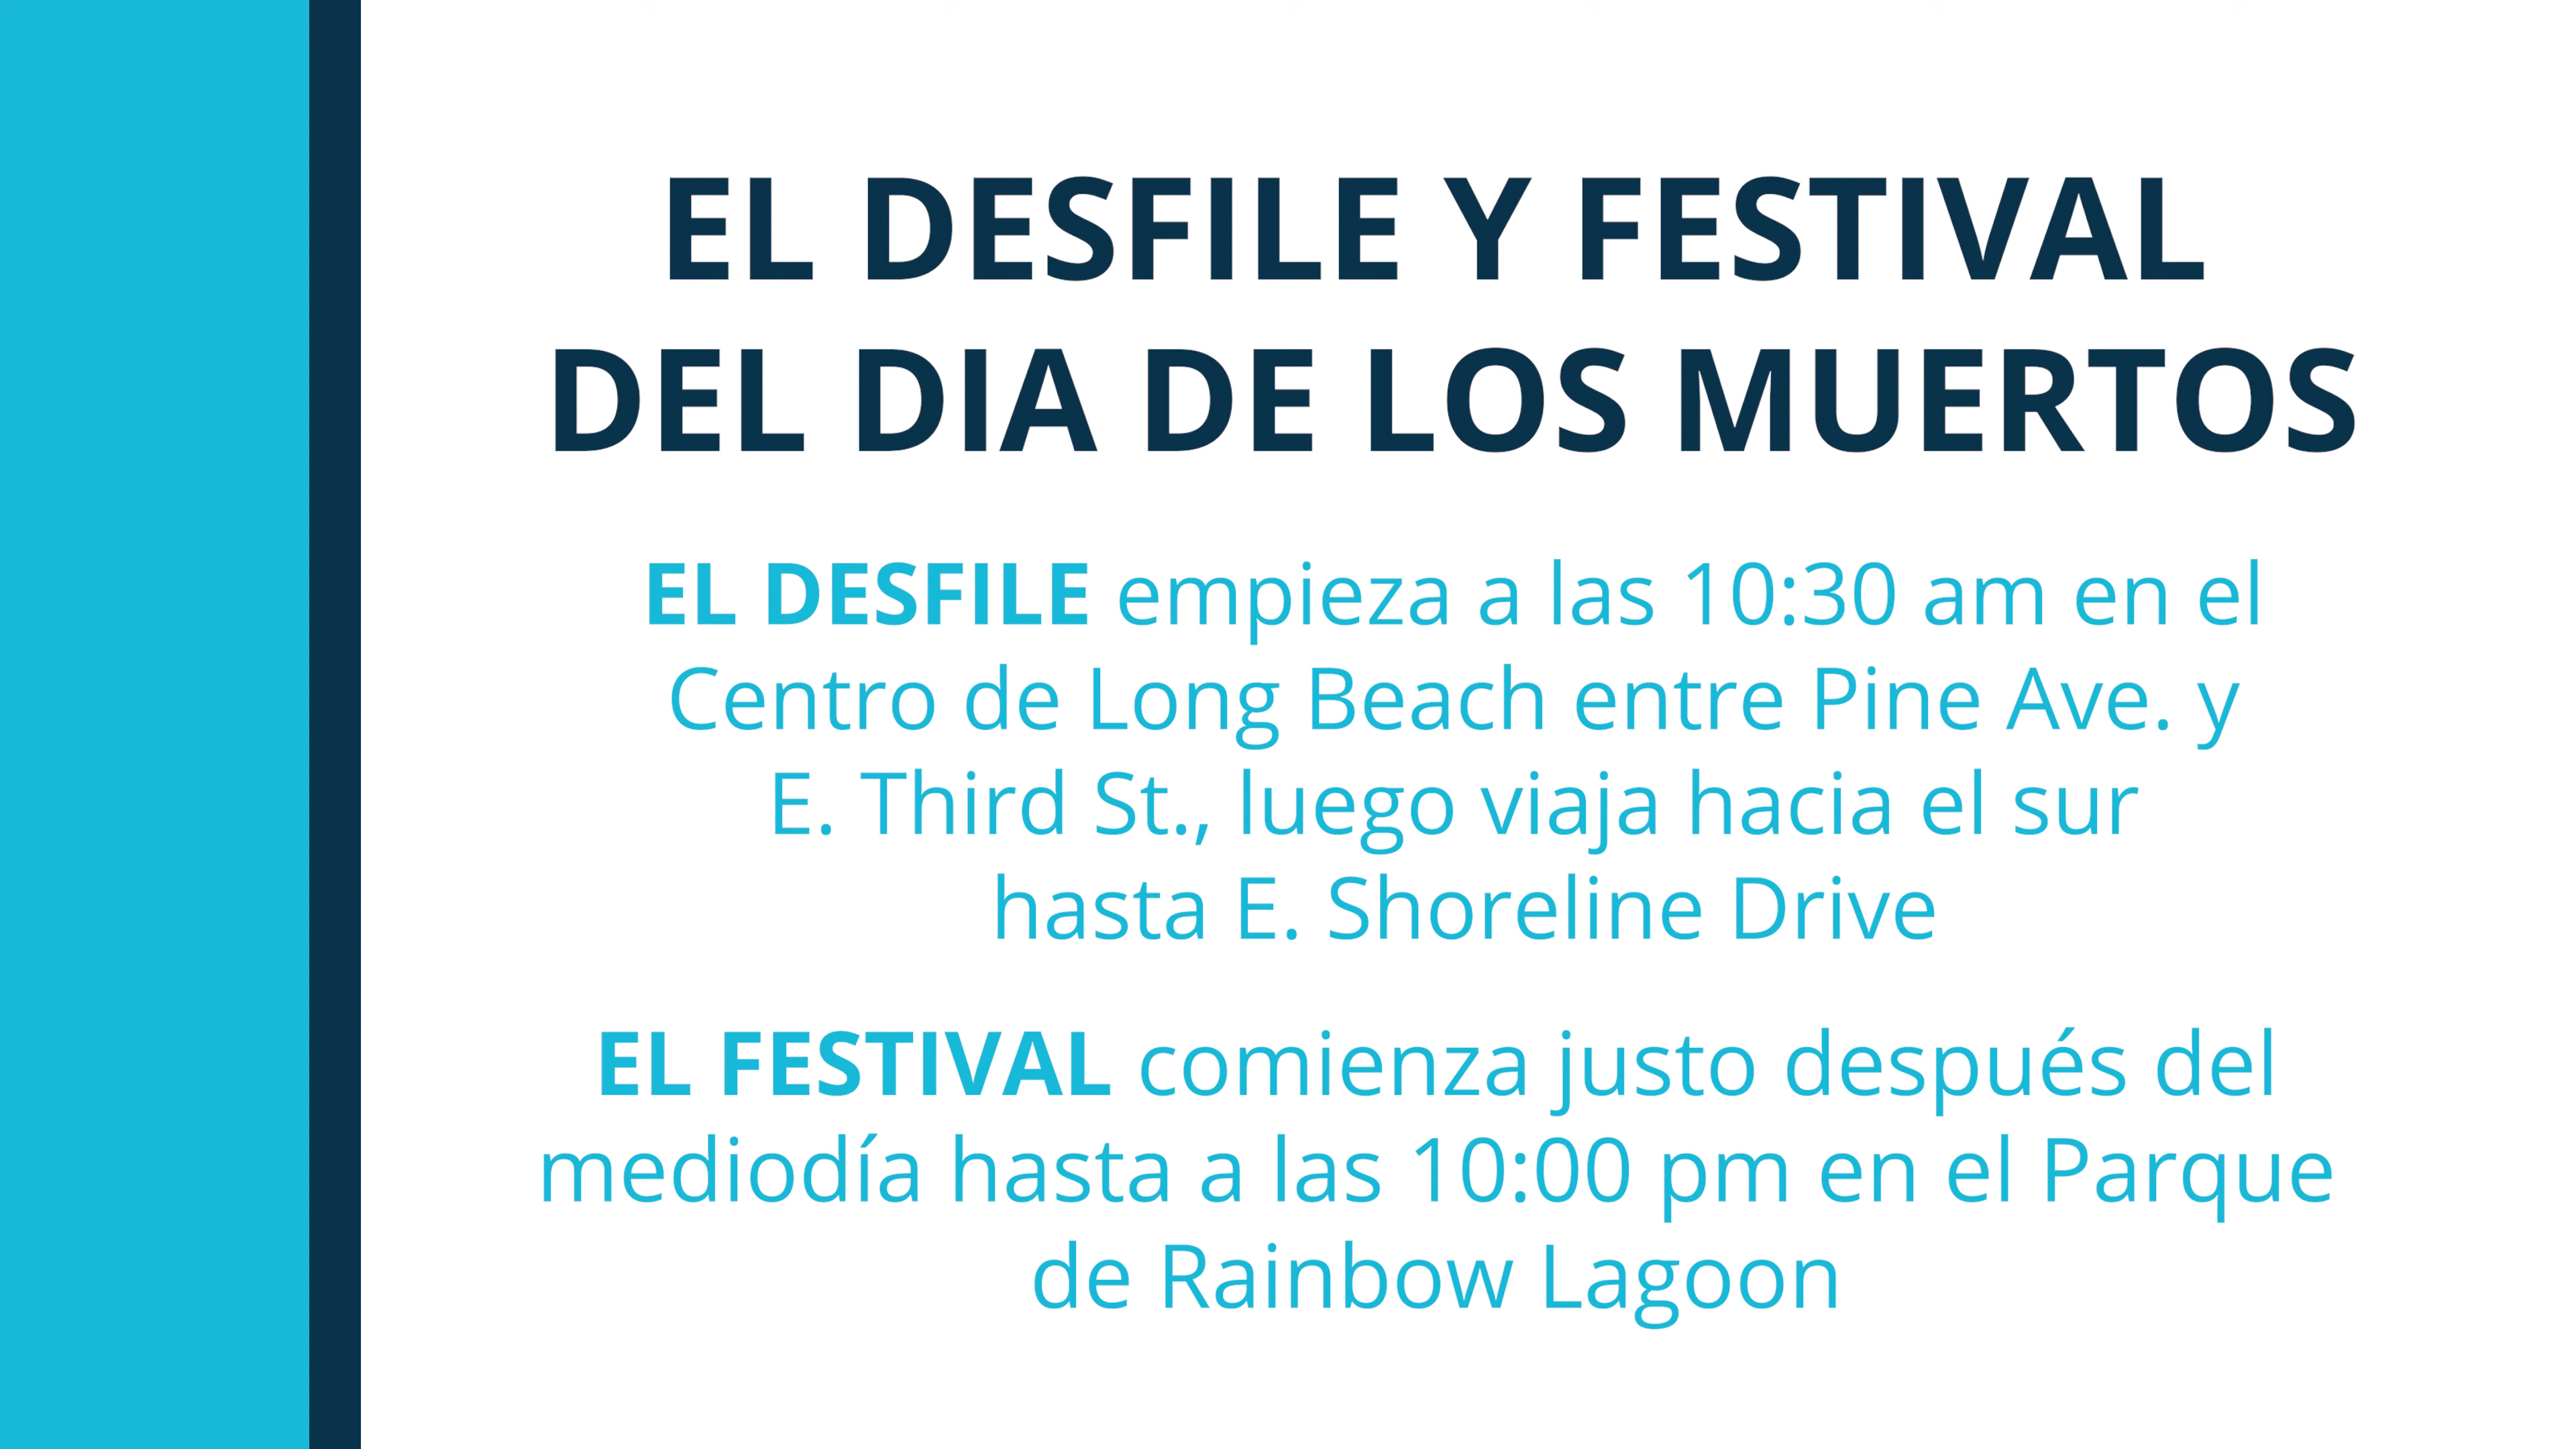 EL DESFILE Y FESTIVAL
DEL DIA DE LOS MUERTOS
EL DESFILE empieza a las 10:30 am en el
Centro de Long Beach entre Pine Ave. y
E. Third St., luego viaja hacia el sur
hasta E. Shoreline Drive
EL FESTIVAL comienza justo después del
mediodía hasta a las 10:00 pm en el Parque
de Rainbow Lagoon